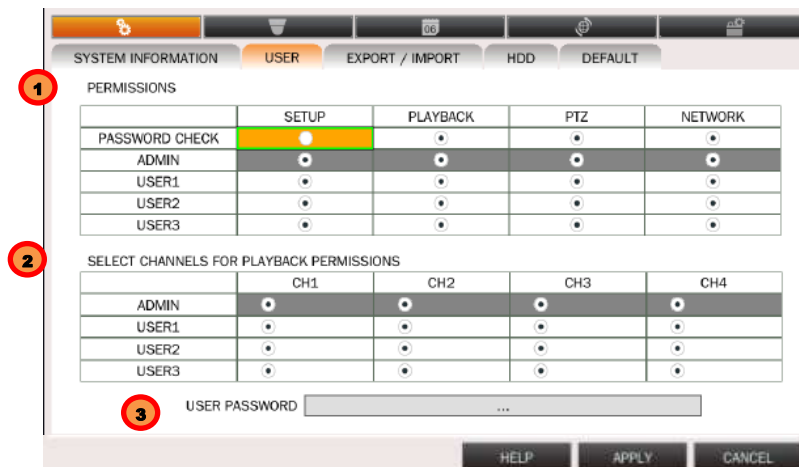 06
SYSTEM INFORMATION USER EXPORT / IMPORT HDD DEFAULT
1 PERMISSIONS
SETUP PLAYBACK PTZ NETWORK
PASSWORD CHECK
ADMIN
USER1
USER2
USER3
2 SELECT CHANNELS FOR PLAYBACK PERMISSIONS
CH1 CH2 CH3 CH4
ADMIN
USER1
USER2
USER3
3 USER PASSWORD ...
HELP APPLY CANCEL